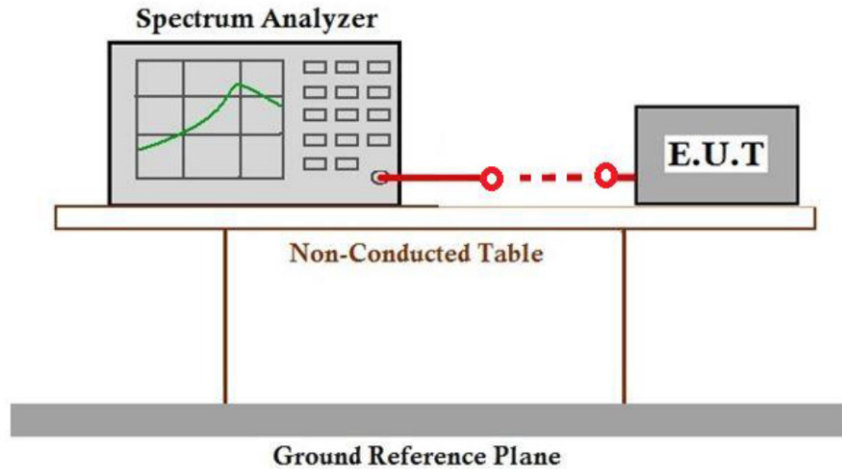 Spectrum Analyzer
E.U.T
Non-Conducted Table
Ground Reference Plane